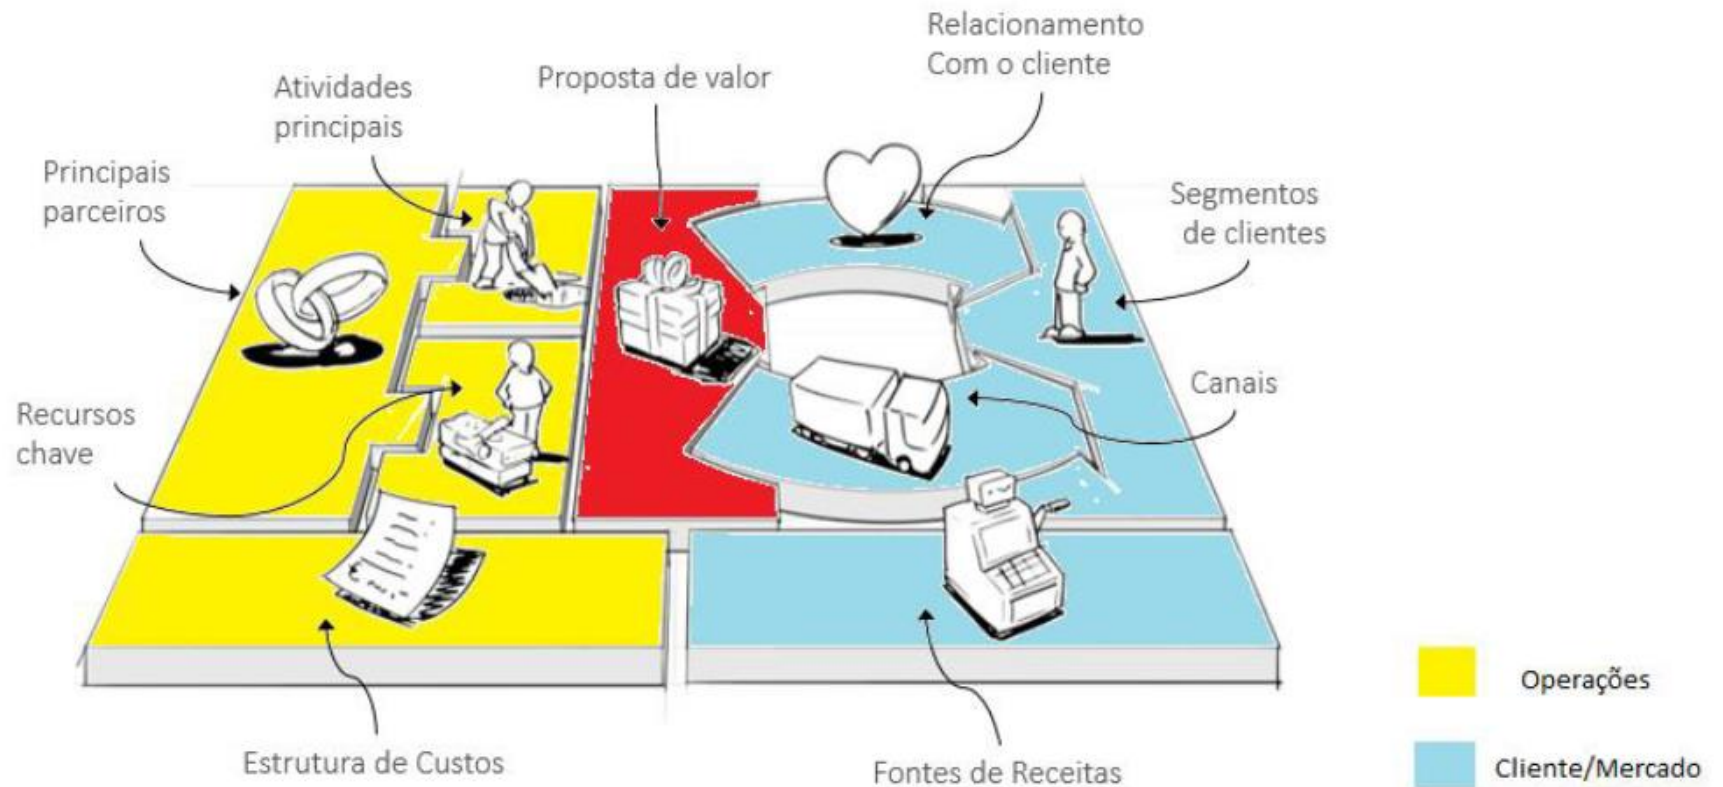 Relacionamento
Com o cliente
Proposta de valor
Atividades
principais
Principais
parceiros
Segmentos
de clientes
Canais
Recursos
chave
Operações
Estrutura de Custos
Fontes de Receitas
Cliente/Mercado